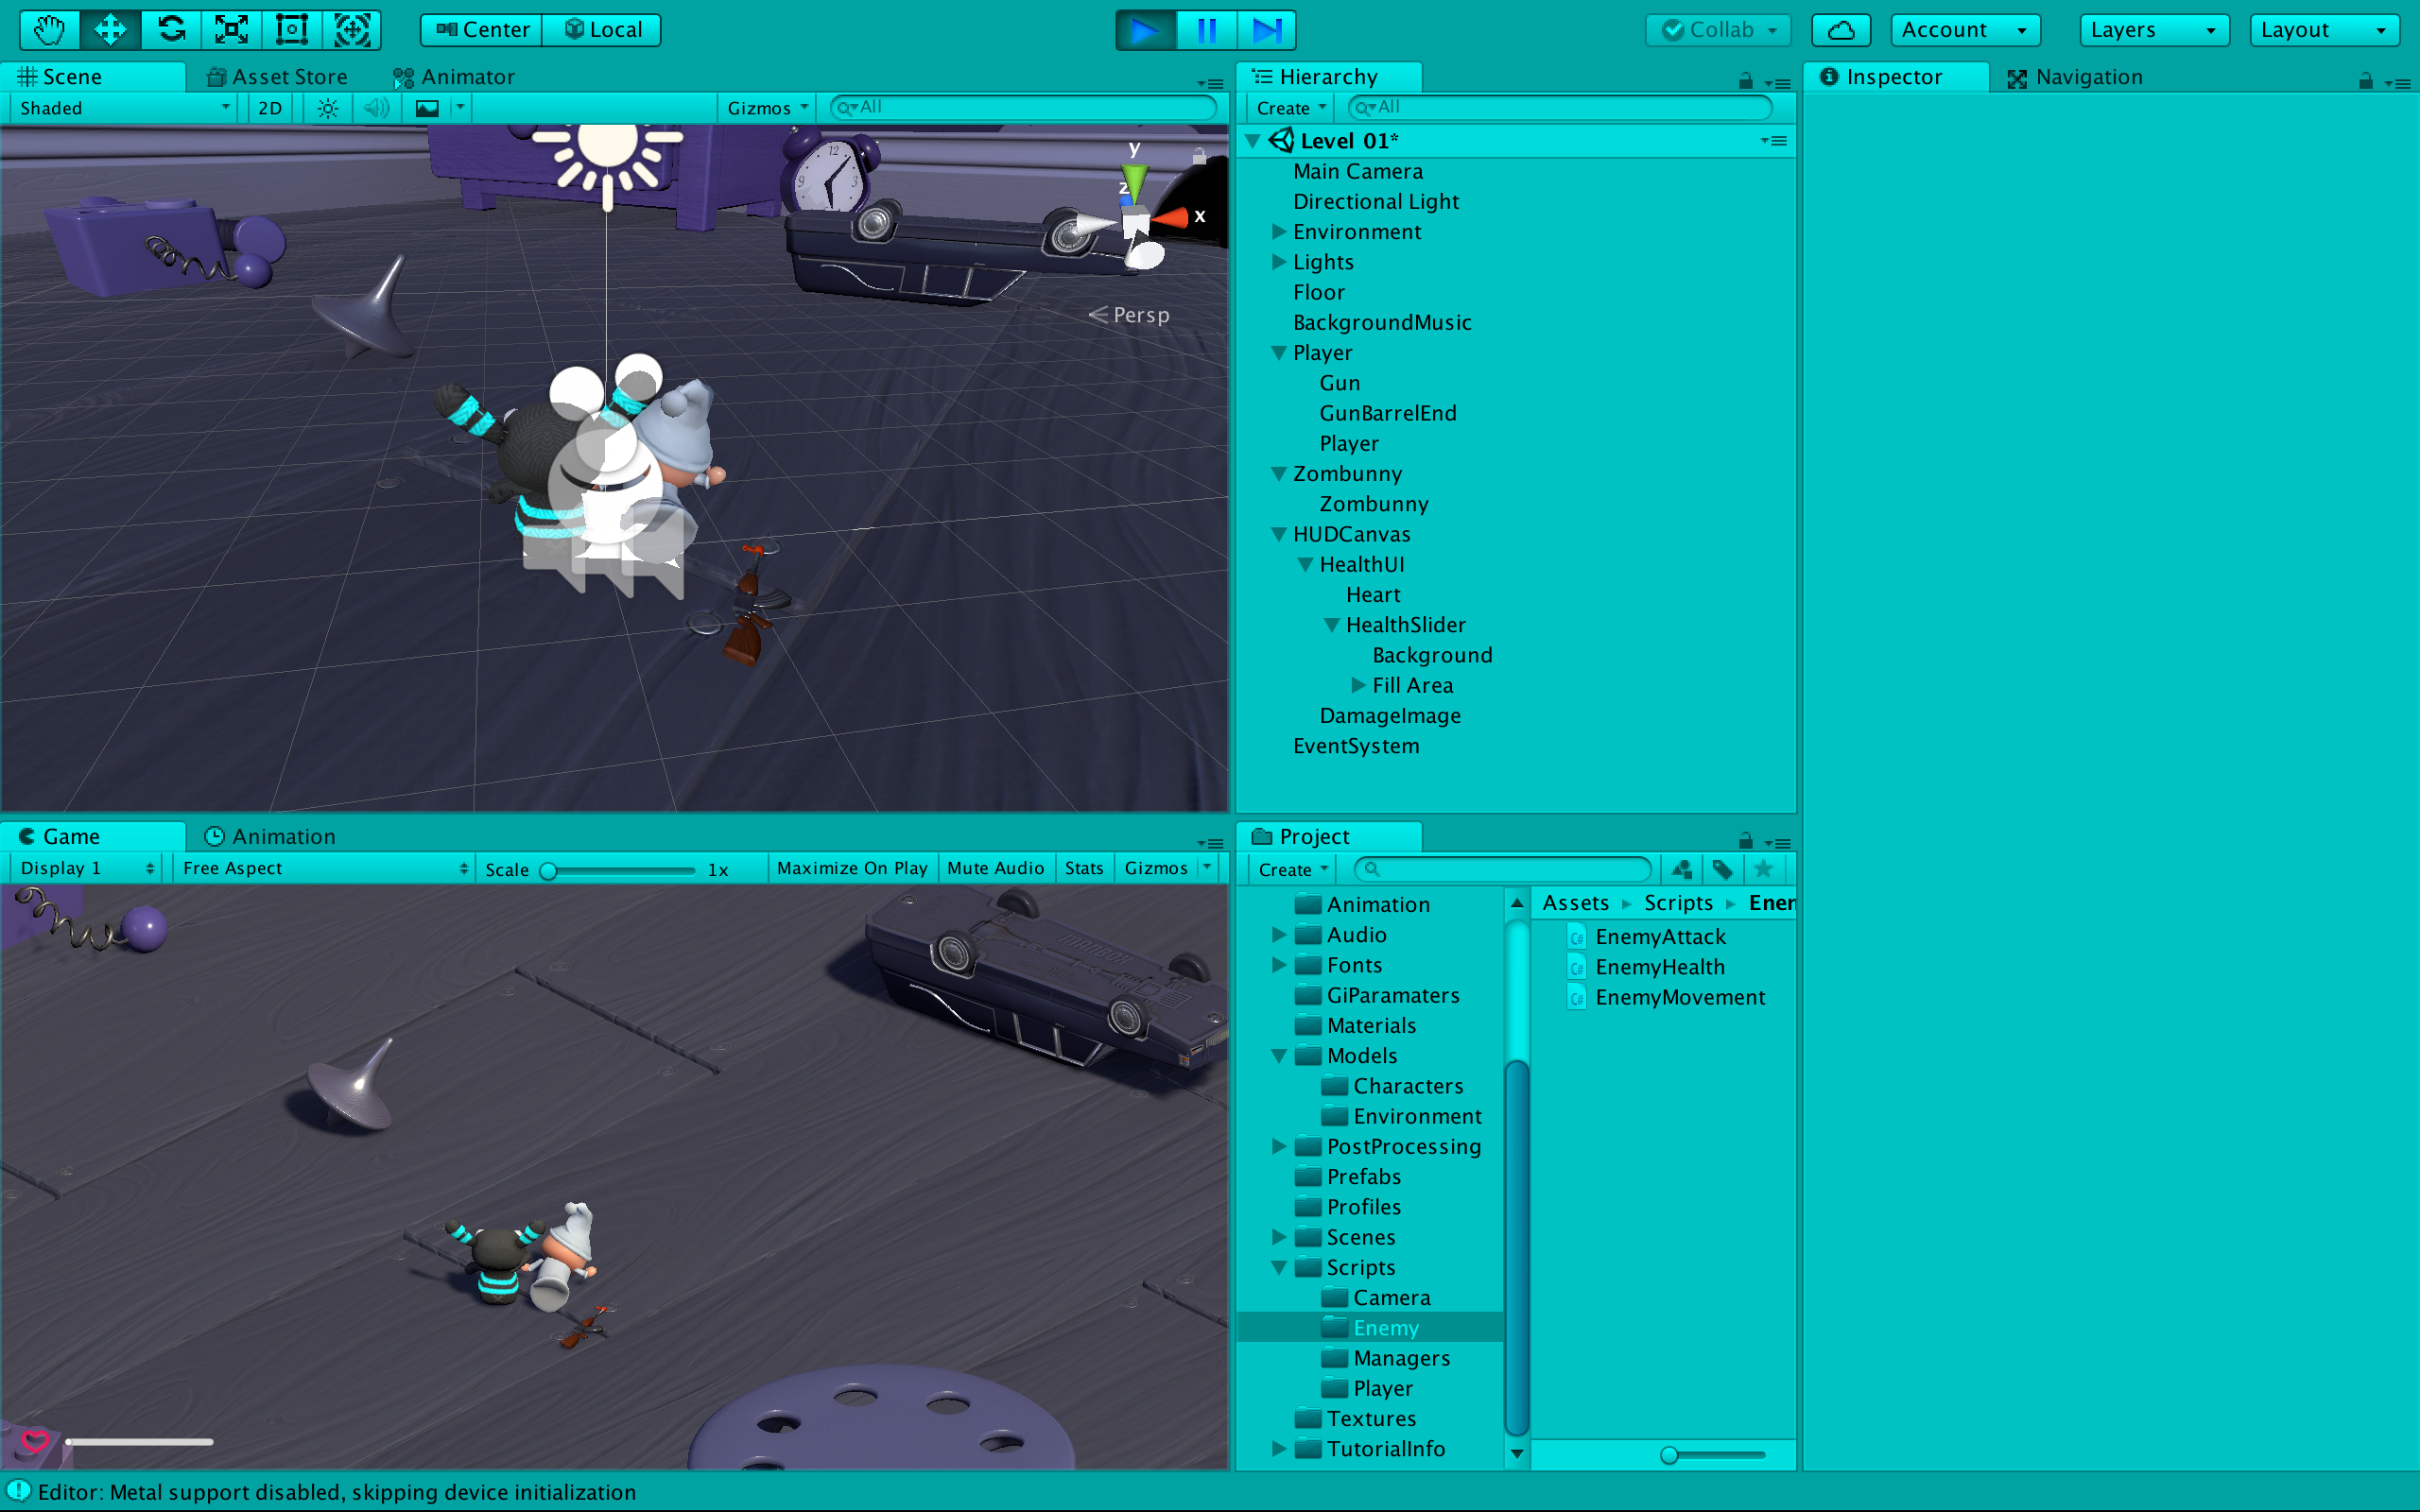 Center Local Collab Account Layers Layout
Scene Asset Store Animator
Shaded 2D Gizmos All
12
9 3
y
z
x
Persp
Hierarchy
Create All
Level 01*
Main Camera
Directional Light
Environment
Lights
Floor
BackgroundMusic
Player
Gun
GunBarrelEnd
Player
Zombunny
Zombunny
HUDCanvas
HealthUI
Heart
HealthSlider
Background
Fill Area
DamageImage
EventSystem
Inspector Navigation
Game Animation
Display 1 Free Aspect Scale 1x Maximize On Play Mute Audio Stats Gizmos
Project
Create
Animation
Audio
Fonts
GiParamaters
Materials
Models
Characters
Environment
PostProcessing
Prefabs
Profiles
Scenes
Scripts
Camera
Enemy
Managers
Player
Textures
TutorialInfo
Assets Scripts Enem
C# EnemyAttack
C# EnemyHealth
C# EnemyMovement
Editor: Metal support disabled, skipping device initialization